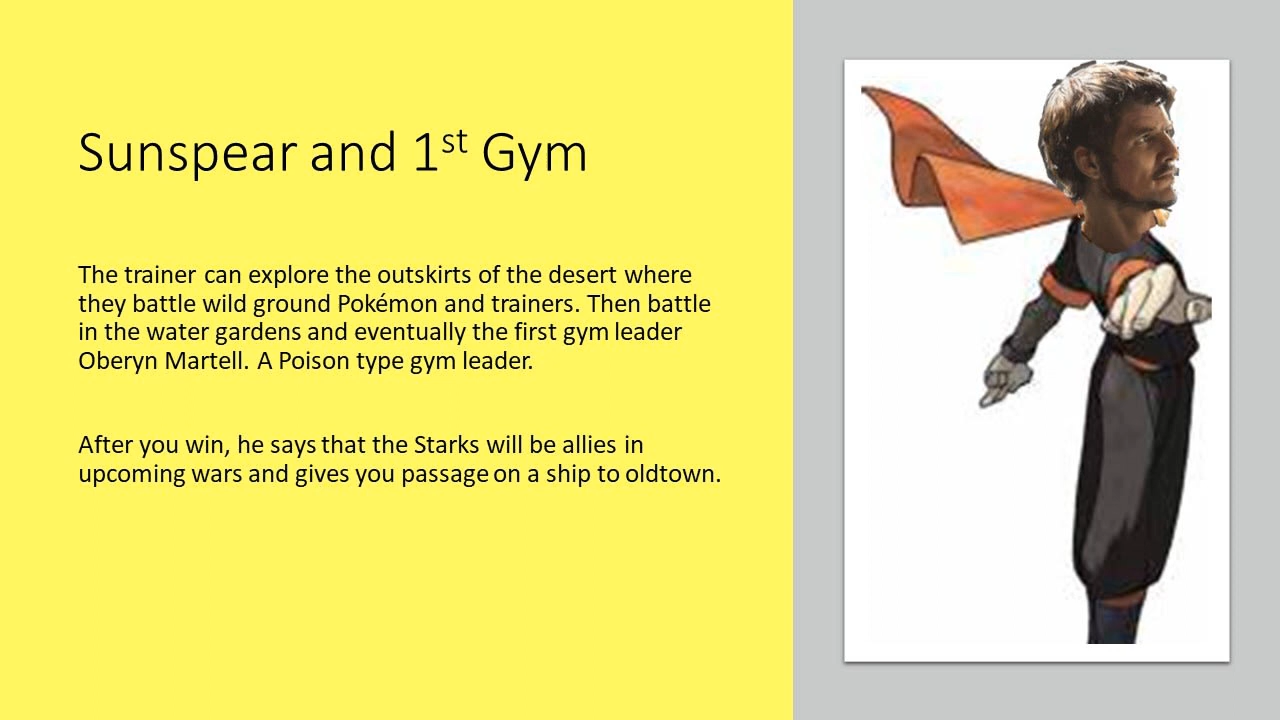 Sunspear and 1st Gym
The trainer can explore the outskirts of the desert where
they battle wild ground Pokémon and trainers. Then battle
in the water gardens and eventually the first gym leader
Oberyn Martell. A Poison type gym leader.
After you win, he says that the Starks will be allies in
upcoming wars and gives you passage on a ship to oldtown.